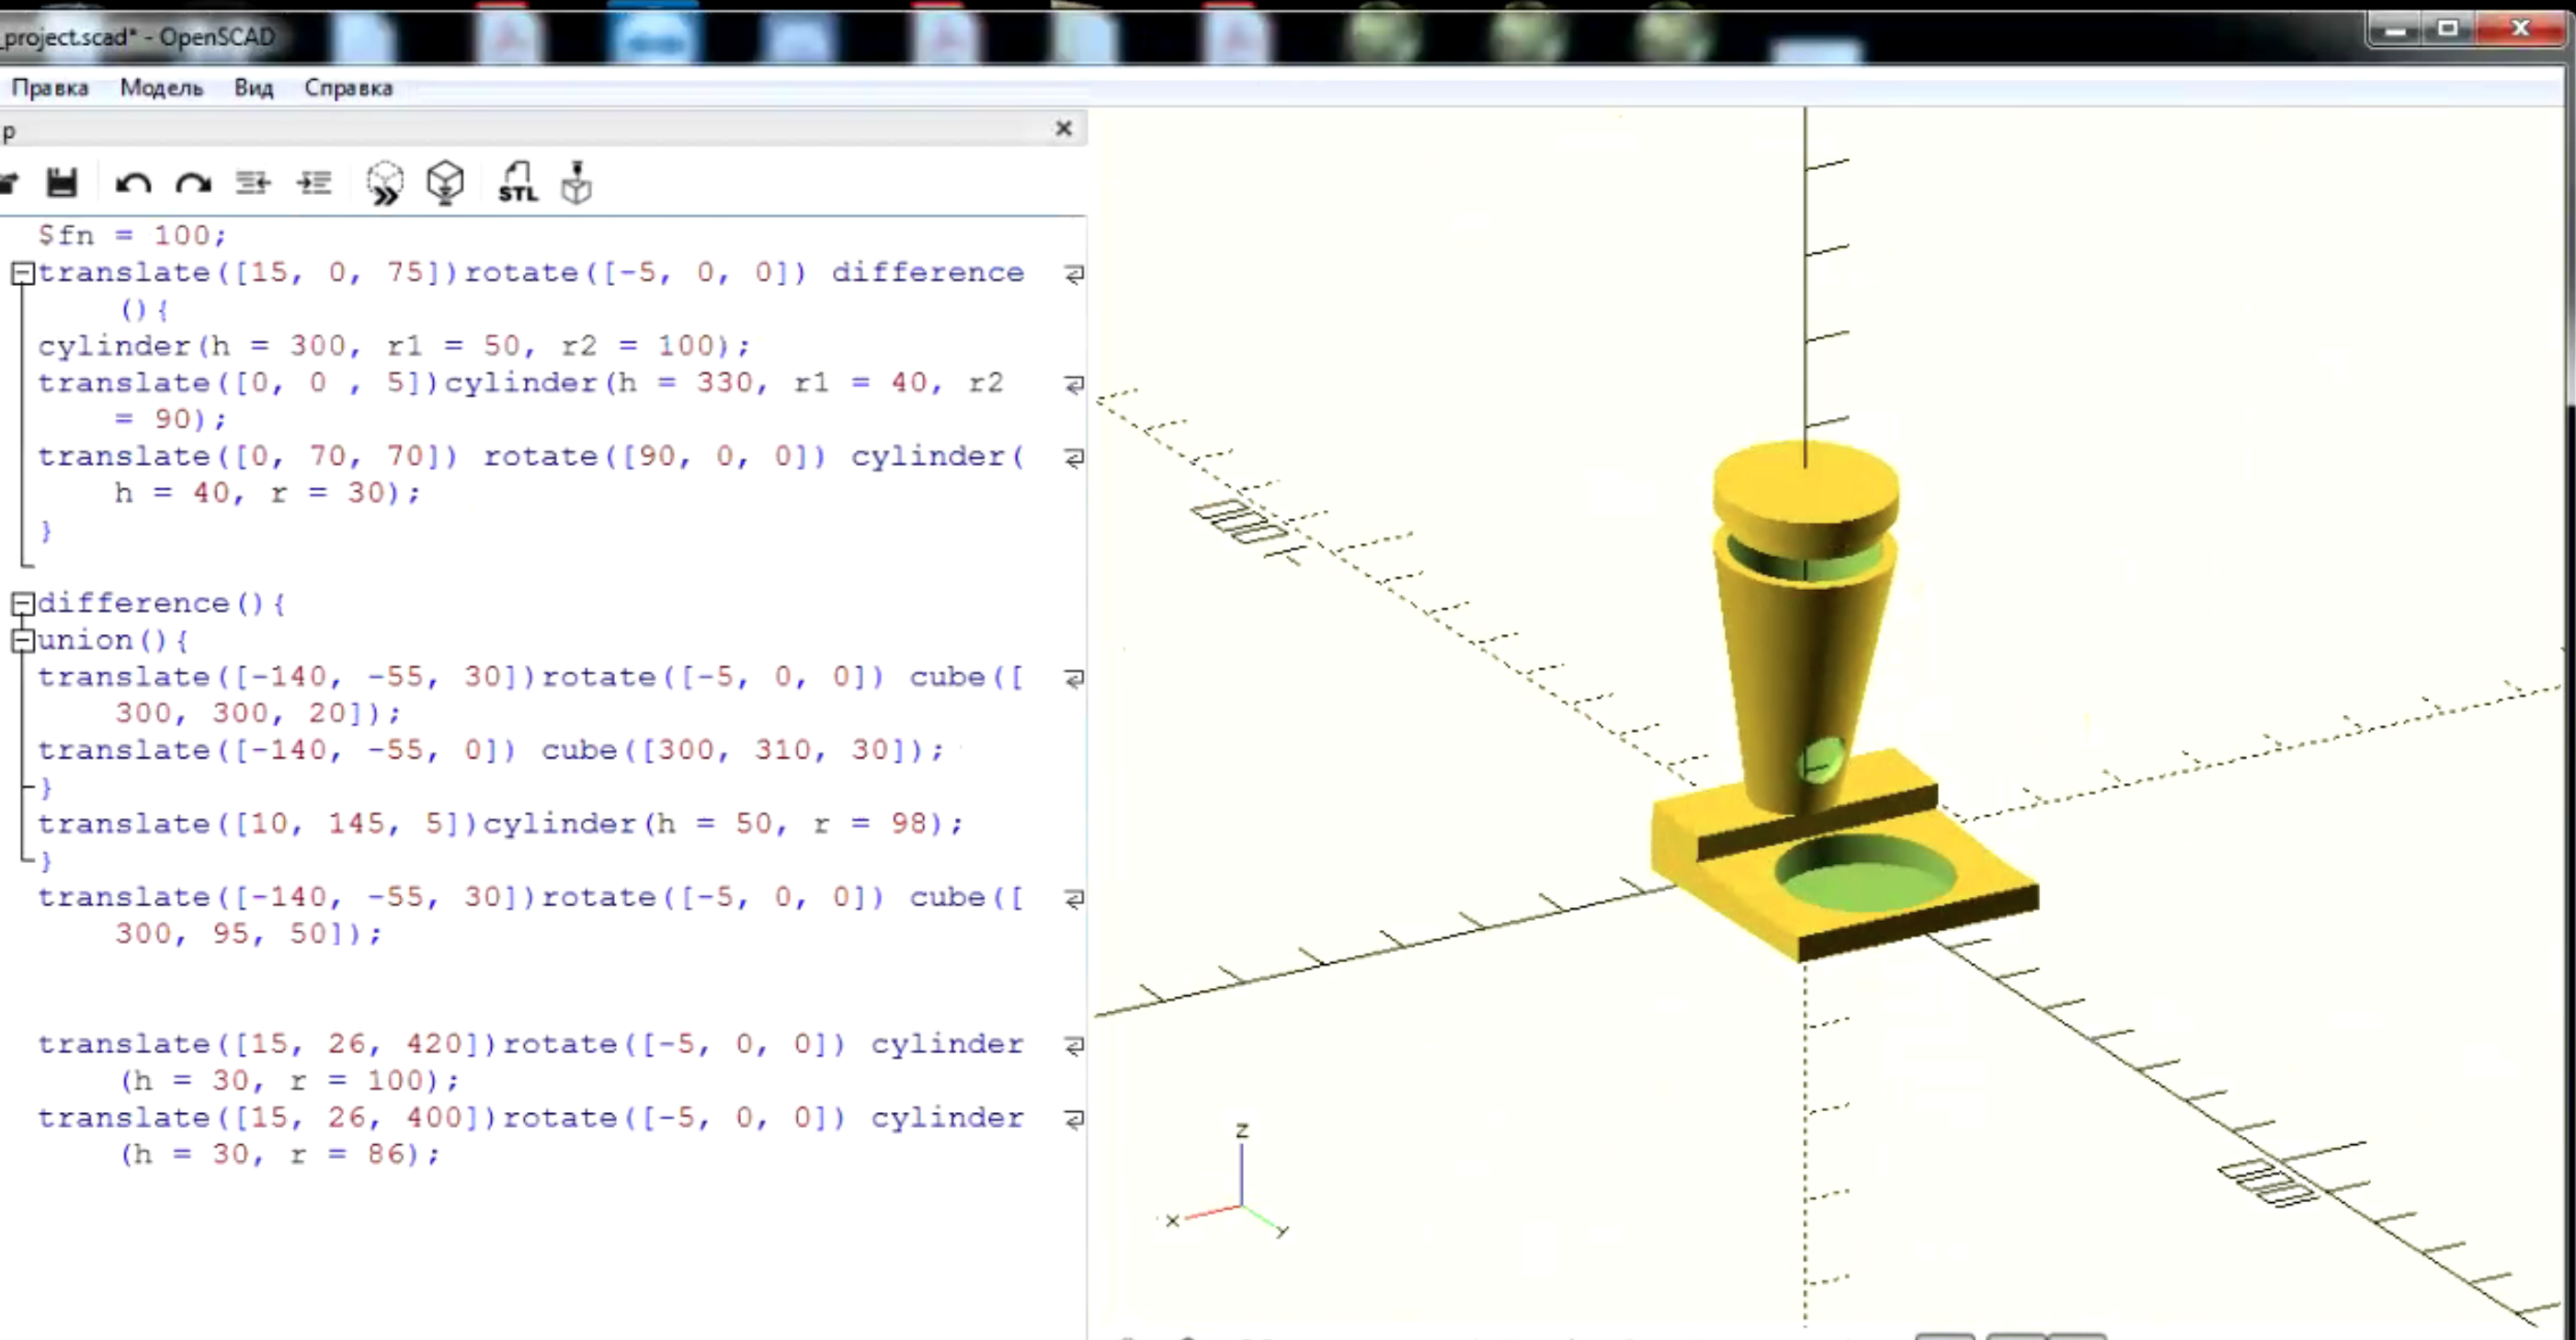 _project.scad* - OpenSCAD
Правка Модель Вид Справка
р
STL
$fn = 100;
translate([15, 0, 75])rotate([-5, 0, 0]) difference
(){
cylinder(h = 300, r1 = 50, r2 = 100);
translate([0, 0 , 5])cylinder(h = 330, r1 = 40, r2
= 90);
translate([0, 70, 70]) rotate([90, 0, 0]) cylinder(
h = 40, r = 30);
}
difference(){
union(){
translate([-140, -55, 30])rotate([-5, 0, 0]) cube([
300, 300, 20]);
translate([-140, -55, 0]) cube([300, 310, 30]);
}
translate([10, 145, 5])cylinder(h = 50, r = 98);
}
translate([-140, -55, 30])rotate([-5, 0, 0]) cube([
300, 95, 50]);
translate([15, 26, 420])rotate([-5, 0, 0]) cylinder
(h = 30, r = 100);
translate([15, 26, 400])rotate([-5, 0, 0]) cylinder
(h = 30, r = 86);
z
x
y